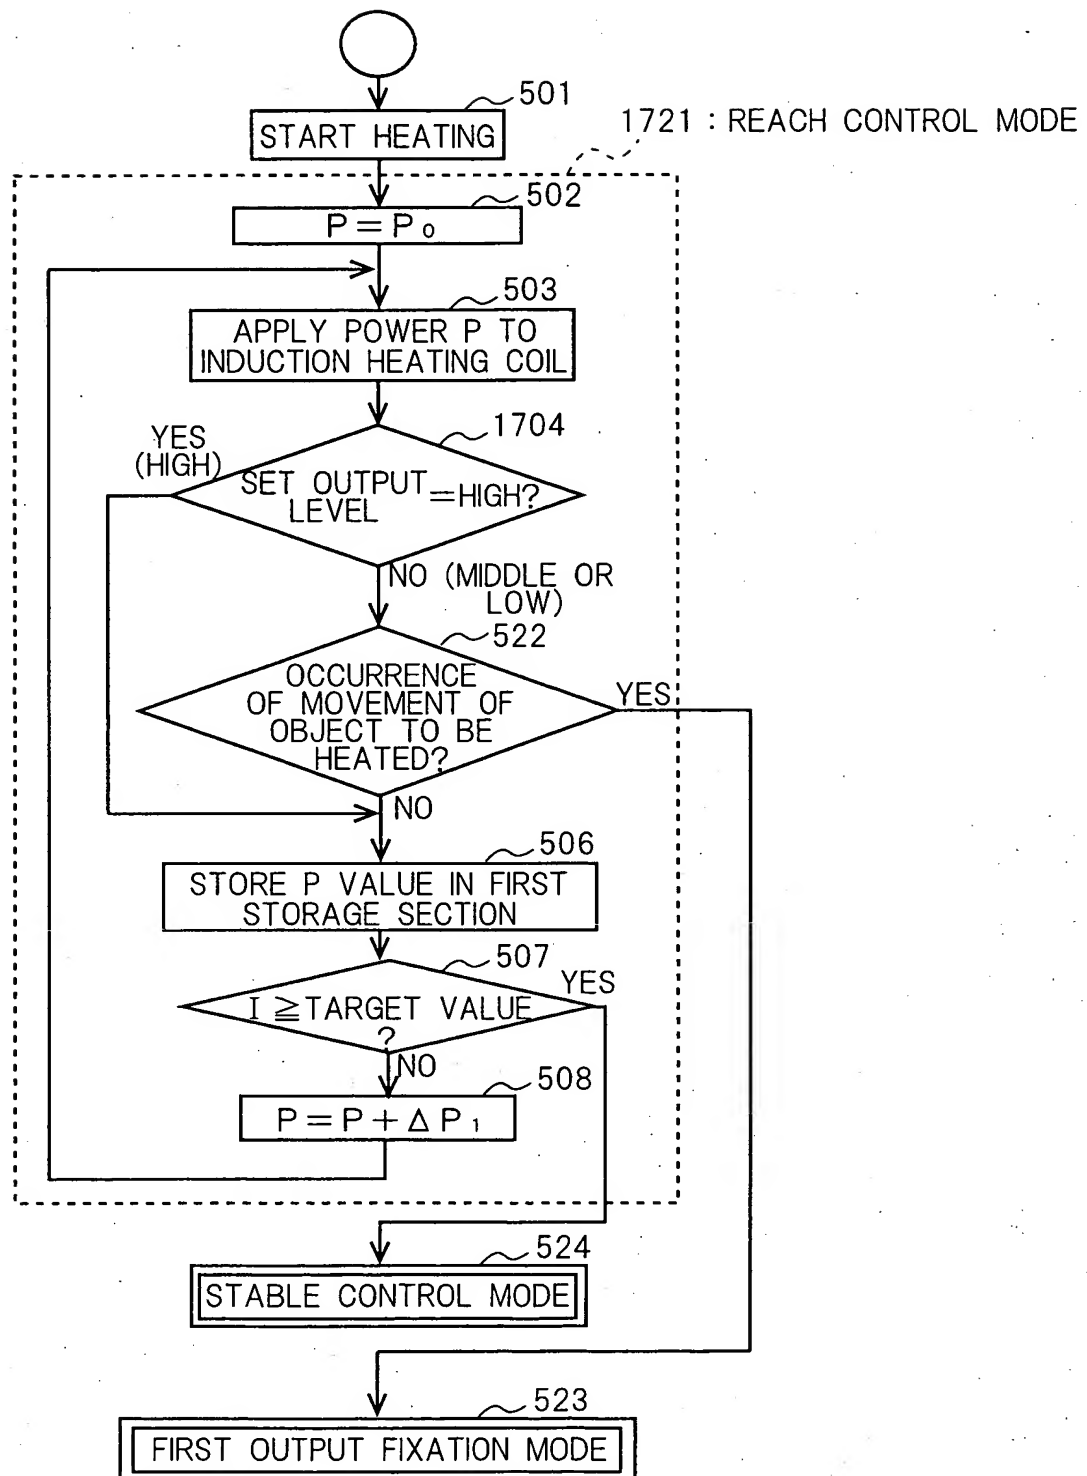 501
START HEATING
1721 : REACH CONTROL MODE
502
P = P₀
503
APPLY POWER P TO
INDUCTION HEATING COIL
1704
YES
(HIGH)
SET OUTPUT
LEVEL
=HIGH?
NO (MIDDLE OR
LOW)
522
OCCURRENCE
OF MOVEMENT OF
OBJECT TO BE
HEATED?
YES
NO
506
STORE P VALUE IN FIRST
STORAGE SECTION
507
YES
I ≧ TARGET VALUE
?
NO
508
P = P + Δ P₁
524
STABLE CONTROL MODE
523
FIRST OUTPUT FIXATION MODE